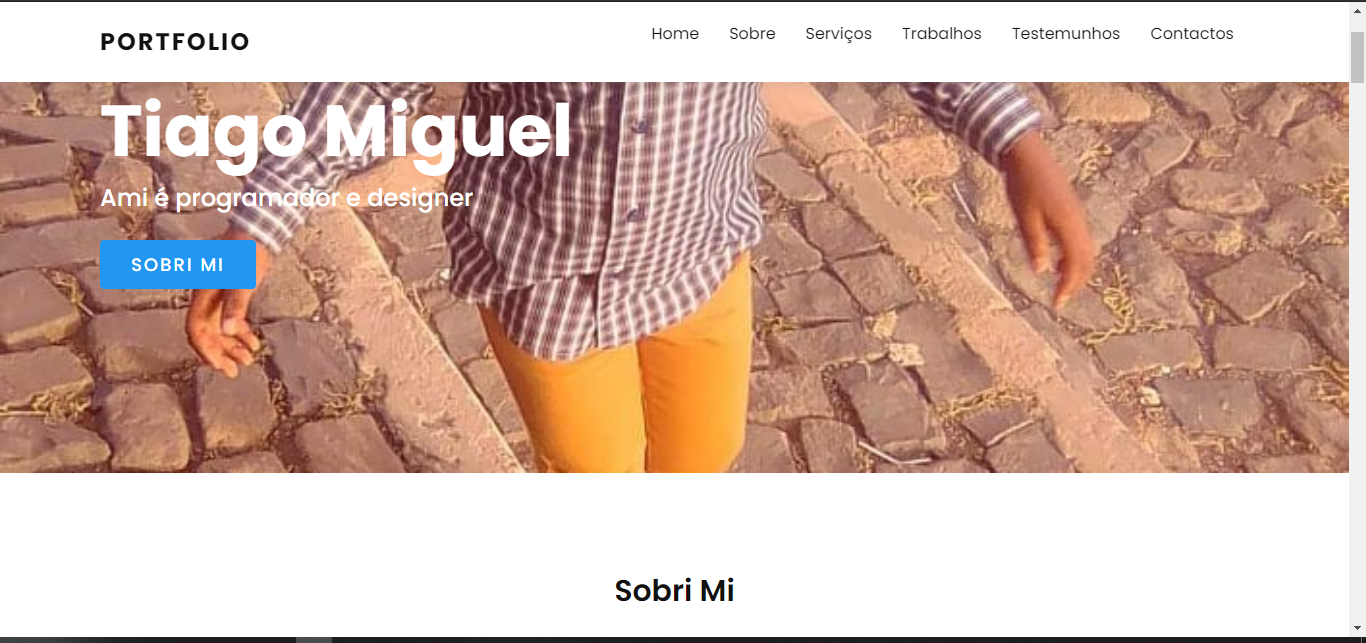 PORTFOLIO
Home Sobre Serviços Trabalhos Testemunhos Contactos
Tiago Miguel
Ami é programador e designer
SOBRI MI
Sobri Mi